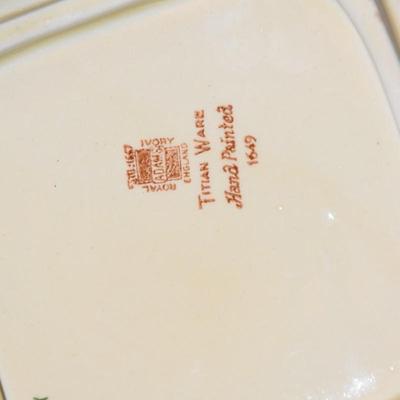 ROYAL
ADAMS
IVORY
ENGLAND
TITIAN WARE
Hand Painted
1649